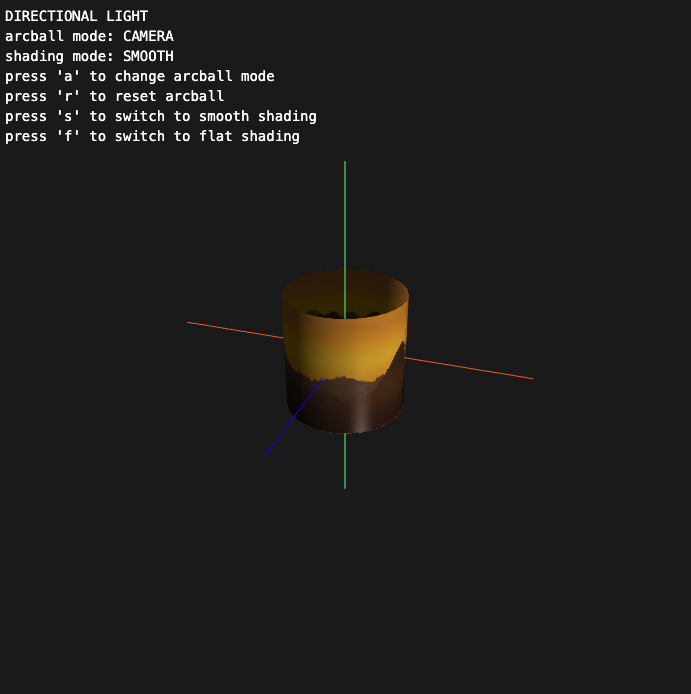 DIRECTIONAL LIGHT
arcball mode: CAMERA
shading mode: SMOOTH
press 'a' to change arcball mode
press 'r' to reset arcball
press 's' to switch to smooth shading
press 'f' to switch to flat shading